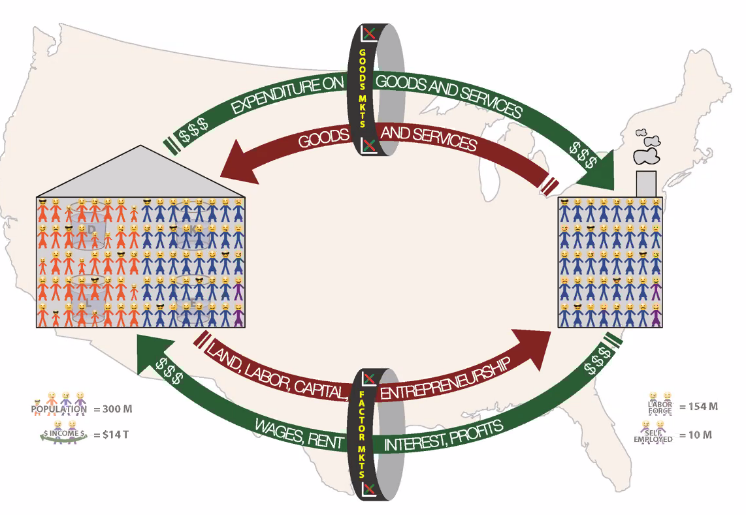 GOODS MKTS
$$$ EXPENDITURE ON GOODS AND SERVICES $$$
GOODS AND SERVICES
D K
L E
LAND, LABOR, CAPITAL, ENTREPRENEURSHIP
$$$ WAGES, RENT INTEREST, PROFITS $$$
FACTOR MKTS
POPULATION = 300 M
$ INCOME $ = $14 T
LABOR
FORCE = 154 M
SELF
EMPLOYED = 10 M